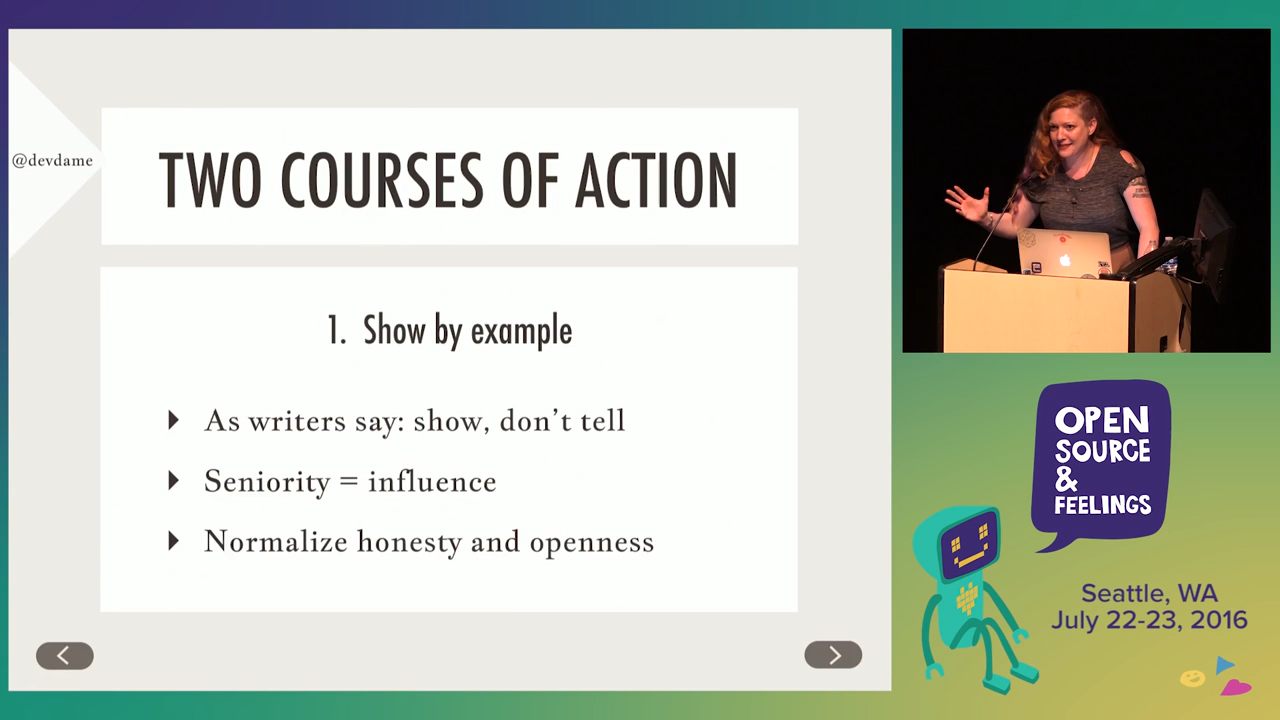 @devdame
TWO COURSES OF ACTION
1. Show by example
As writers say: show, don't tell
Seniority = influence
Normalize honesty and openness
OPEN
SOURCE
&
FEELINGS
Seattle, WA
July 22-23, 2016